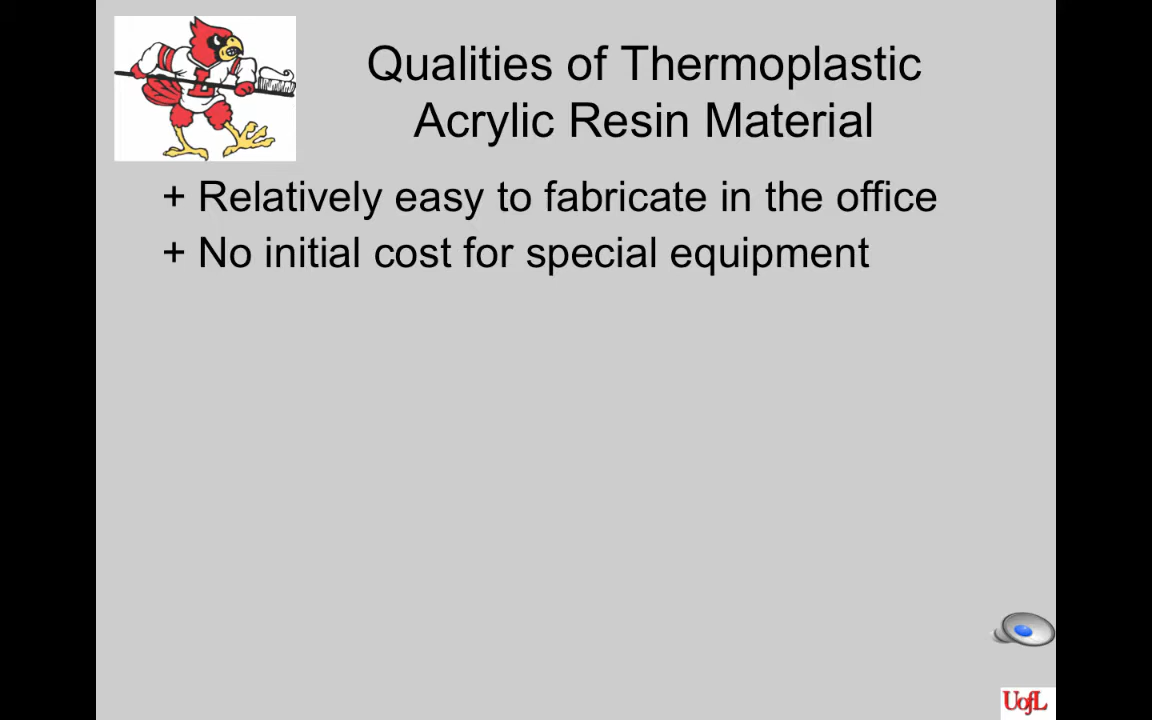 Qualities of Thermoplastic
Acrylic Resin Material
+ Relatively easy to fabricate in the office
+ No initial cost for special equipment
L
UofL